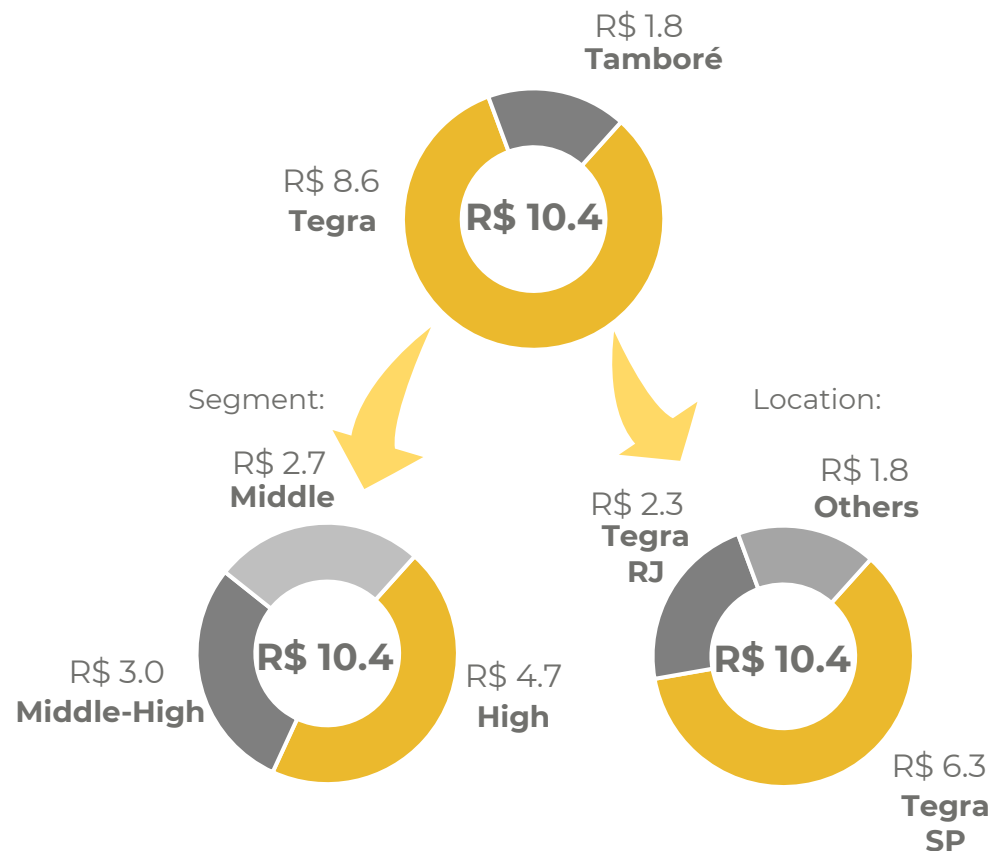 R$ 1.8
Tamboré
R$ 8.6
Tegra
R$ 10.4
Segment:
R$ 2.7
Middle
R$ 3.0
Middle-High
R$ 10.4
R$ 4.7
High
Location:
R$ 1.8
Others
R$ 2.3
Tegra
RJ
R$ 10.4
R$ 6.3
Tegra
SP